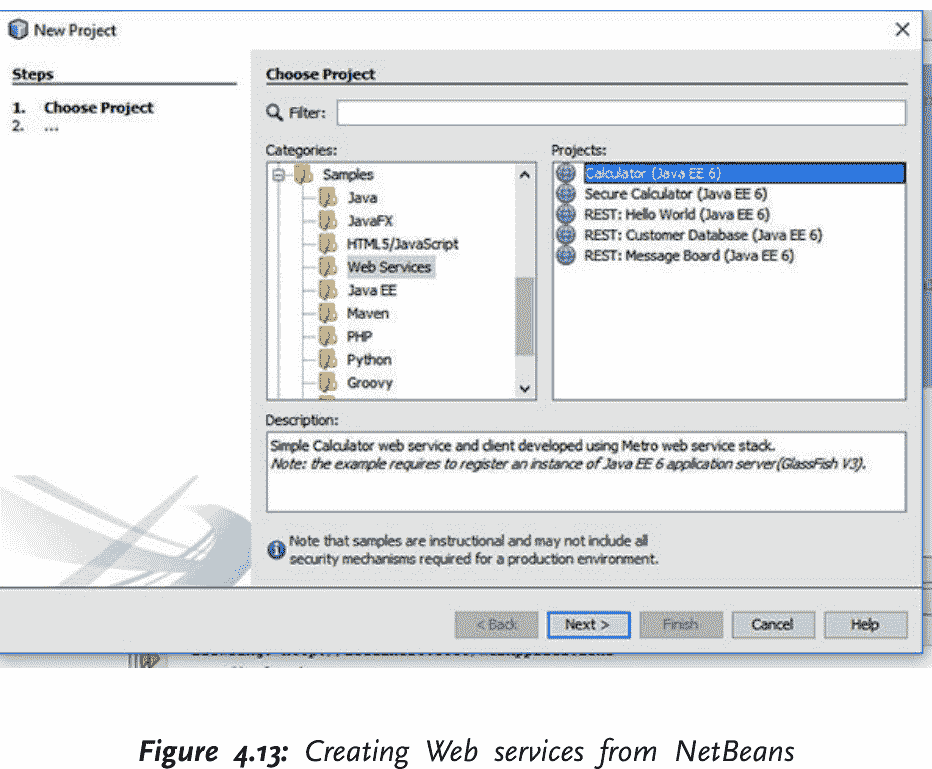 New Project
Steps
1. Choose Project
2. ...
Choose Project
Filter:
Categories:
Samples
Java
JavaFX
HTML5/JavaScript
Web Services
Java EE
Maven
PHP
Python
Groovy
Projects:
Calculator (Java EE 6)
Secure Calculator (Java EE 6)
REST: Hello World (Java EE 6)
REST: Customer Database (Java EE 6)
REST: Message Board (Java EE 6)
Description:
Simple Calculator web service and client developed using Metro web service stack.
Note: the example requires to register an instance of Java EE 6 application server(GlassFish V3).
Note that samples are instructional and may not include all
security mechanisms required for a production environment.
< Back Next > Finish Cancel Help
Figure 4.13: Creating Web services from NetBeans